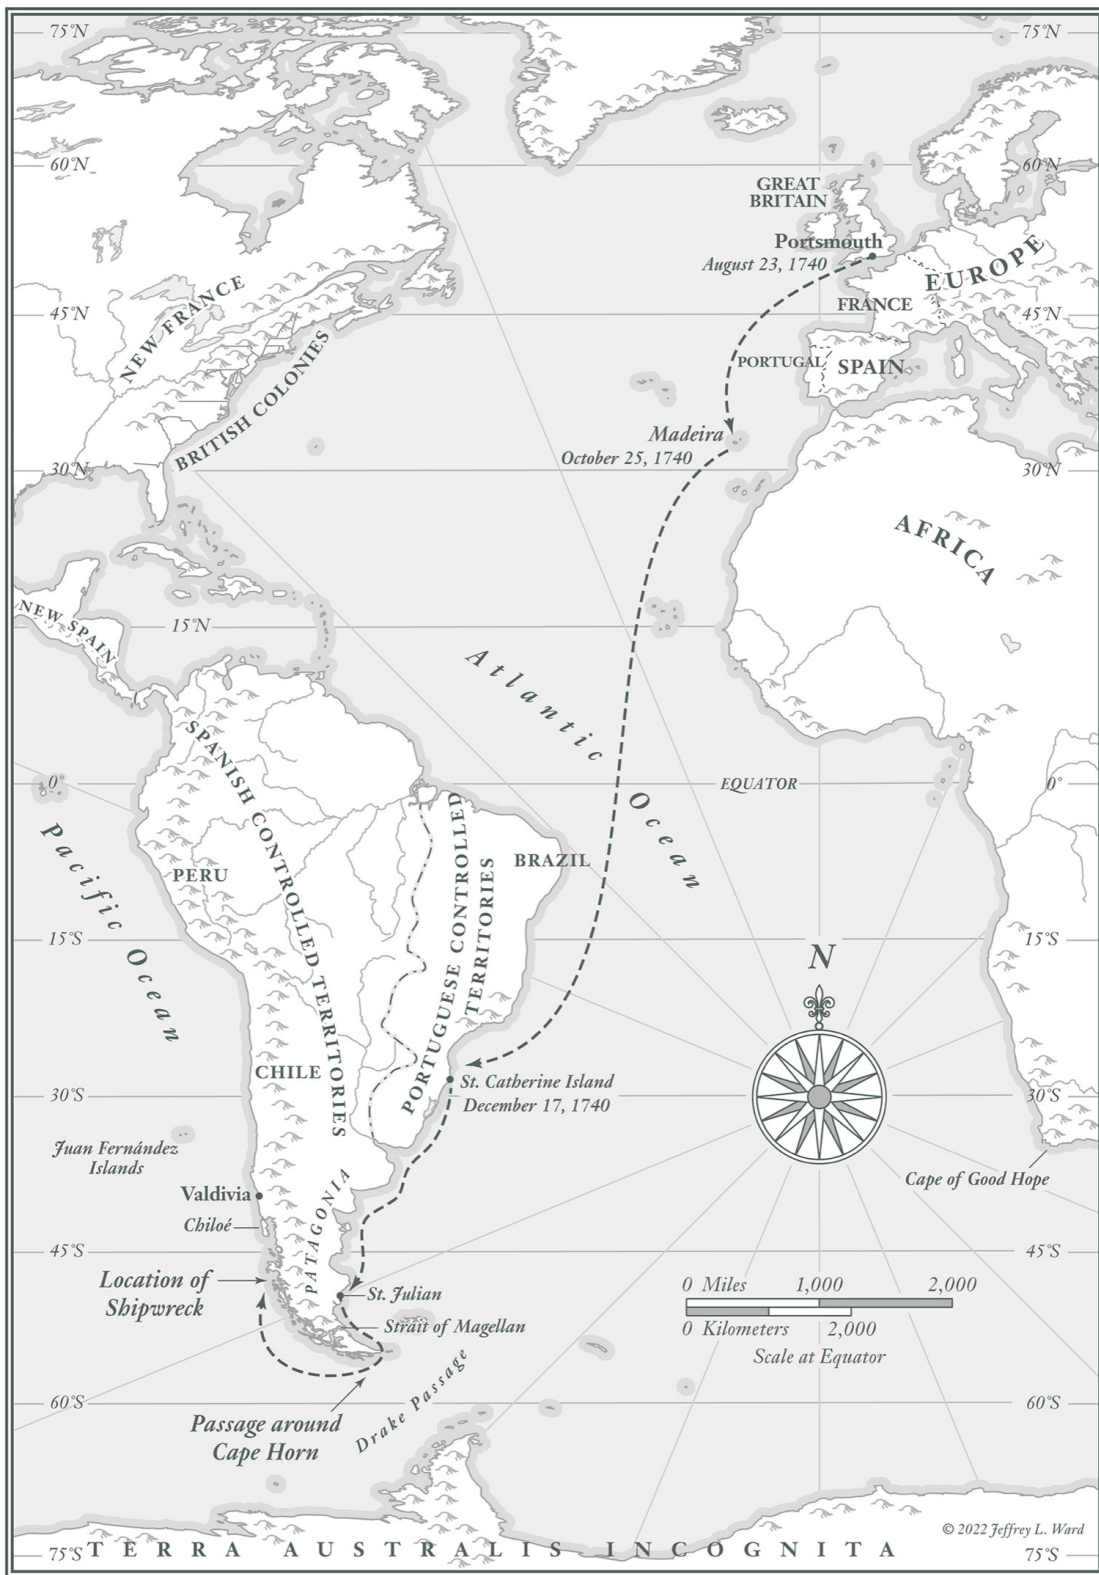 75°N
75°N
60°N
60°N
GREAT
BRITAIN
Portsmouth
August 23, 1740
EUROPE
NEW FRANCE
FRANCE
45°N
45°N
BRITISH COLONIES
PORTUGAL
SPAIN
Madeira
October 25, 1740
30°N
30°N
AFRICA
NEW SPAIN
15°N
Atlantic
Ocean
SPANISH CONTROLLED TERRITORIES
0°
EQUATOR
0°
Pacific Ocean
PORTUGUESE CONTROLLED
TERRITORIES
BRAZIL
PERU
15°S
15°S
N
CHILE
St. Catherine Island
December 17, 1740
30°S
30°S
Juan Fernández
Islands
Cape of Good Hope
Valdivia
PATAGONIA
Chiloé
45°S
45°S
Location of
Shipwreck
St. Julian
Strait of Magellan
0 Miles 1,000 2,000
0 Kilometers 2,000
Scale at Equator
60°S
60°S
Passage around
Cape Horn
Drake Passage
© 2022 Jeffrey L. Ward
75°S
TERRA AUSTRALIS INCOGNITA
75°S